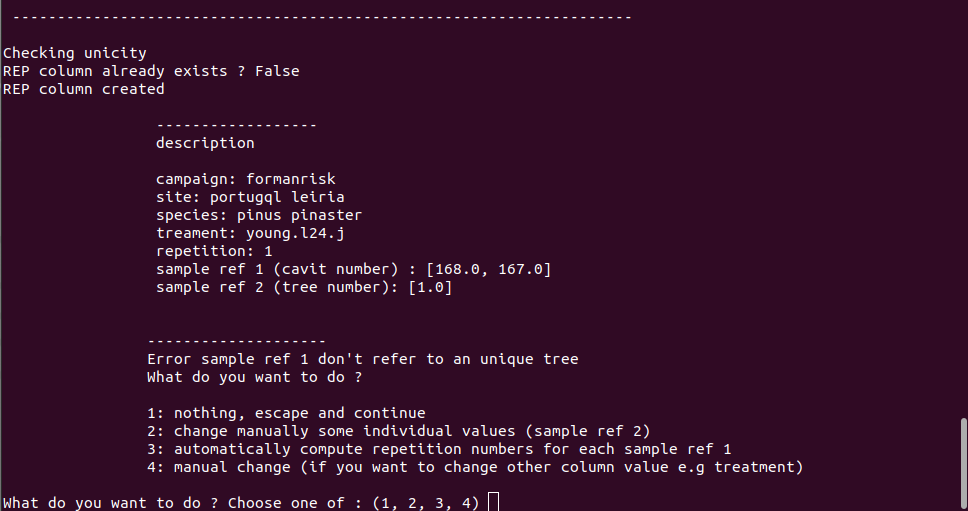 ---------------------------------------------------------------------
Checking unicity
REP column already exists ? False
REP column created
------------------
description
campaign: formanrisk
site: portugql leiria
species: pinus pinaster
treament: young.l24.j
repetition: 1
sample ref 1 (cavit number) : [168.0, 167.0]
sample ref 2 (tree number): [1.0]
--------------------
Error sample ref 1 don't refer to an unique tree
What do you want to do ?
1: nothing, escape and continue
2: change manually some individual values (sample ref 2)
3: automatically compute repetition numbers for each sample ref 1
4: manual change (if you want to change other column value e.g treatment)
What do you want to do ? Choose one of : (1, 2, 3, 4)